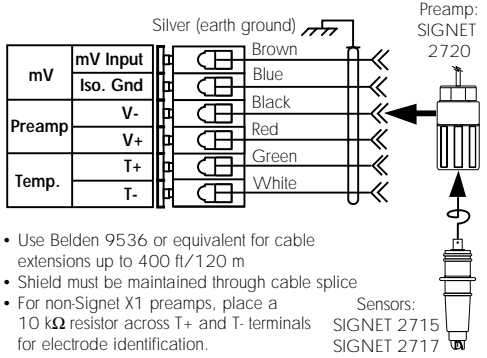 Preamp:
SIGNET
2720
Silver (earth ground)
mV
mV Input
Brown
Iso. Gnd
Blue
Preamp
V-
Black
V+
Red
Temp.
T+
Green
T-
White
• Use Belden 9536 or equivalent for cable
extensions up to 400 ft/120 m
• Shield must be maintained through cable splice
• For non-Signet X1 preamps, place a
10 kΩ resistor across T+ and T- terminals
for electrode identification.
Sensors:
SIGNET 2715
SIGNET 2717